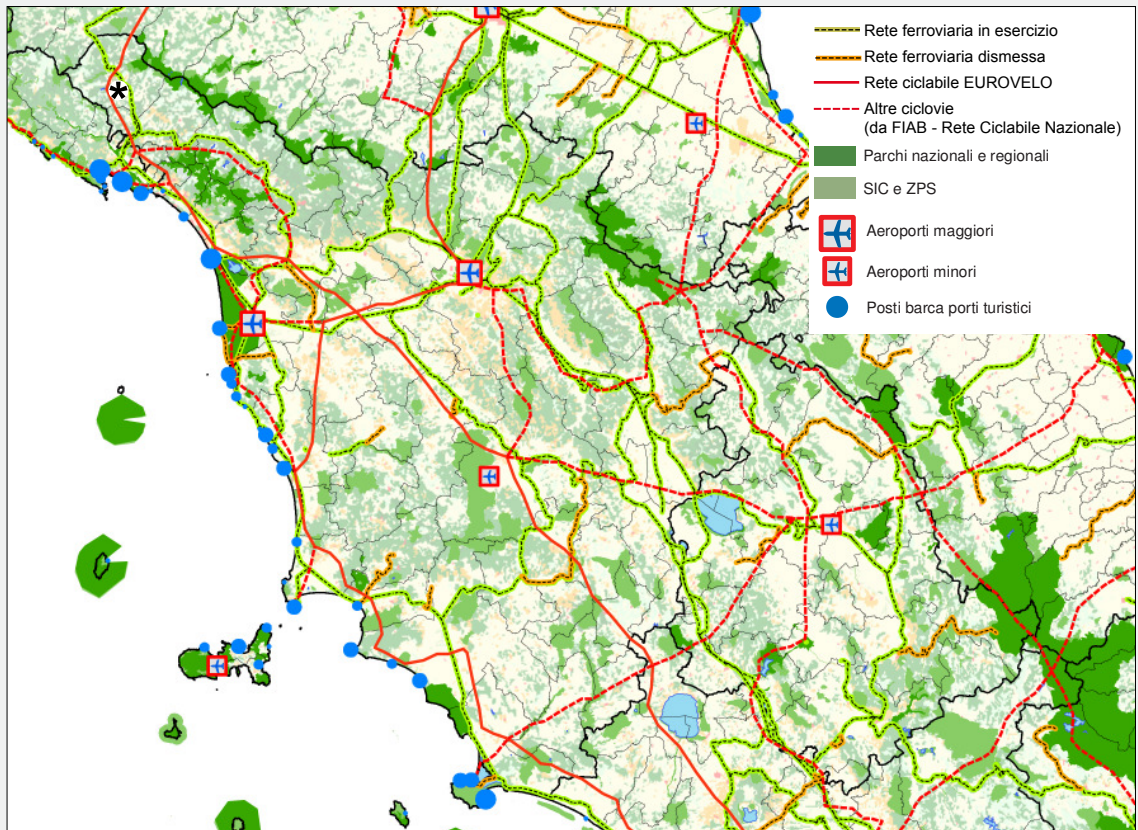 Rete ferroviaria in esercizio
Rete ferroviaria dismessa
Rete ciclabile EUROVELO
Altre ciclovie
(da FIAB - Rete Ciclabile Nazionale)
Parchi nazionali e regionali
SIC e ZPS
Aeroporti maggiori
Aeroporti minori
Posti barca porti turistici
*